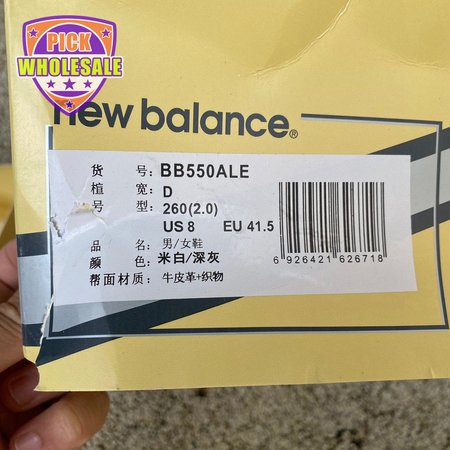 PICK
WHOLESALE
new balance®
货 号: BB550ALE
楦 宽: D
号 型: 260(2.0)
US 8 EU 41.5
品 名: 男/女鞋
颜 色: 米白/深灰
帮面材质: 牛皮革+织物
6 926421 626718